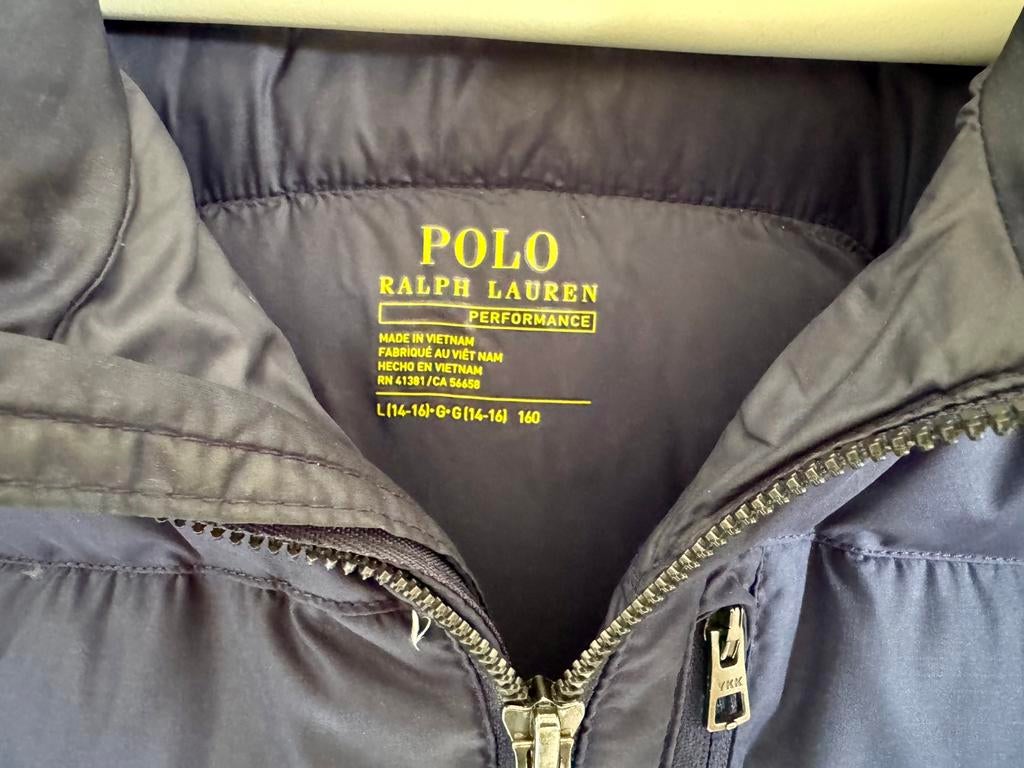 POLO
RALPH LAUREN
PERFORMANCE
MADE IN VIETNAM
FABRIQUÉ AU VIÊT NAM
HECHO EN VIETNAM
RN 41381/CA 56658
L(14-16)•G•G(14-16) 160
YKK